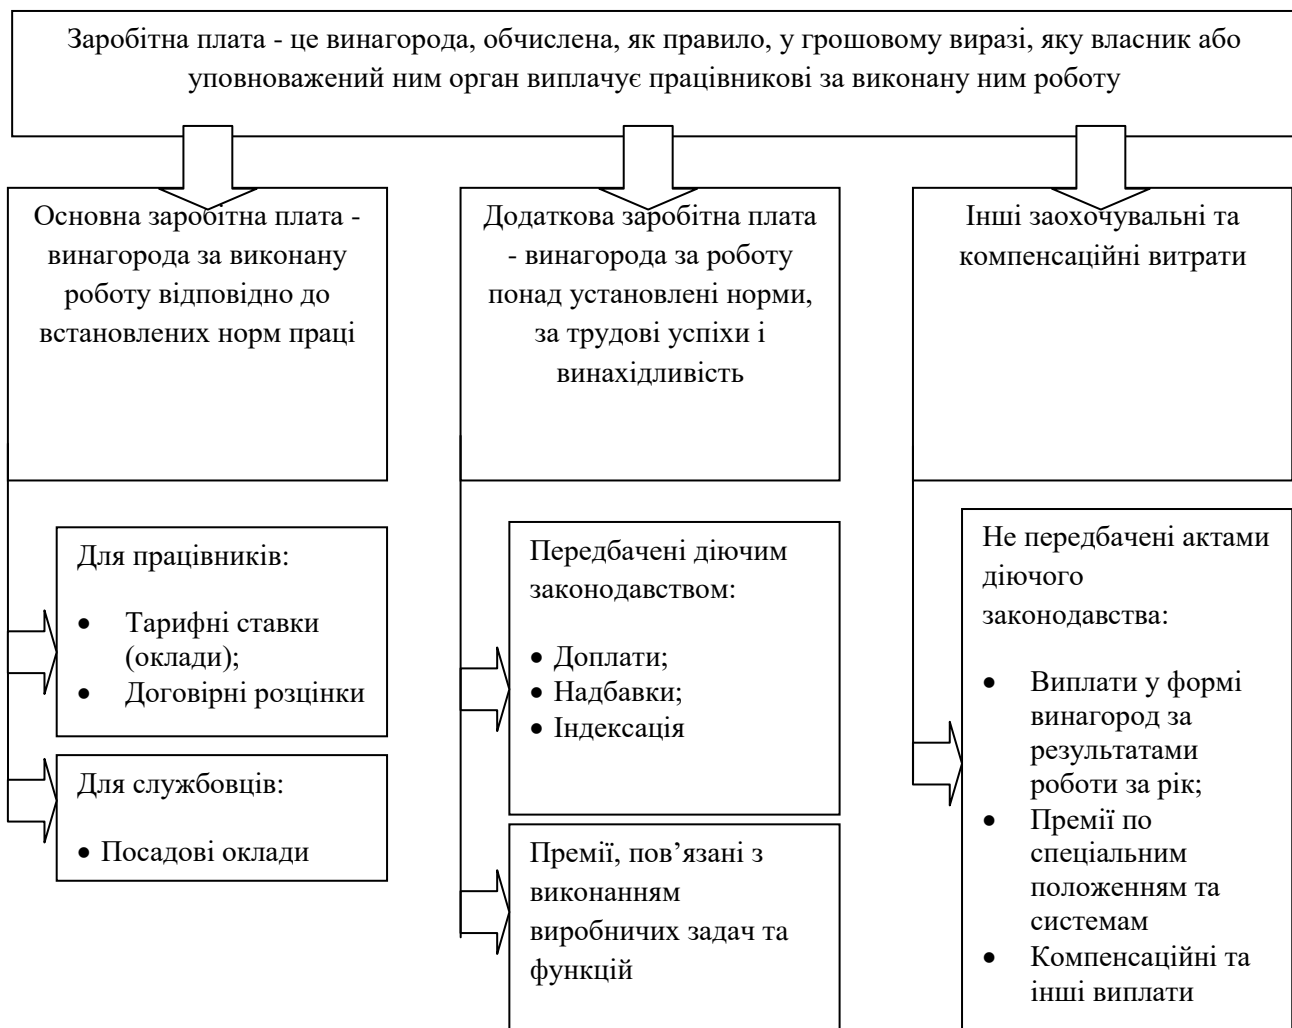 Заробітна плата - це винагорода, обчислена, як правило, у грошовому виразі, яку власник або
уповноважений ним орган виплачує працівникові за виконану ним роботу
Основна заробітна плата -
винагорода за виконану
роботу відповідно до
встановлених норм праці
Для працівників:
• Тарифні ставки
(оклади);
• Договірні розцінки
Для службовців:
• Посадові оклади
Додаткова заробітна плата
- винагорода за роботу
понад установлені норми,
за трудові успіхи і
винахідливість
Передбачені діючим
законодавством:
• Доплати;
• Надбавки;
• Індексація
Премії, пов’язані з
виконанням
виробничих задач та
функцій
Інші заохочувальні та
компенсаційні витрати
Не передбачені актами
діючого
законодавства:
• Виплати у формі
винагород за
результатами
роботи за рік;
• Премії по
спеціальним
положенням та
системам
• Компенсаційні та
інші виплати